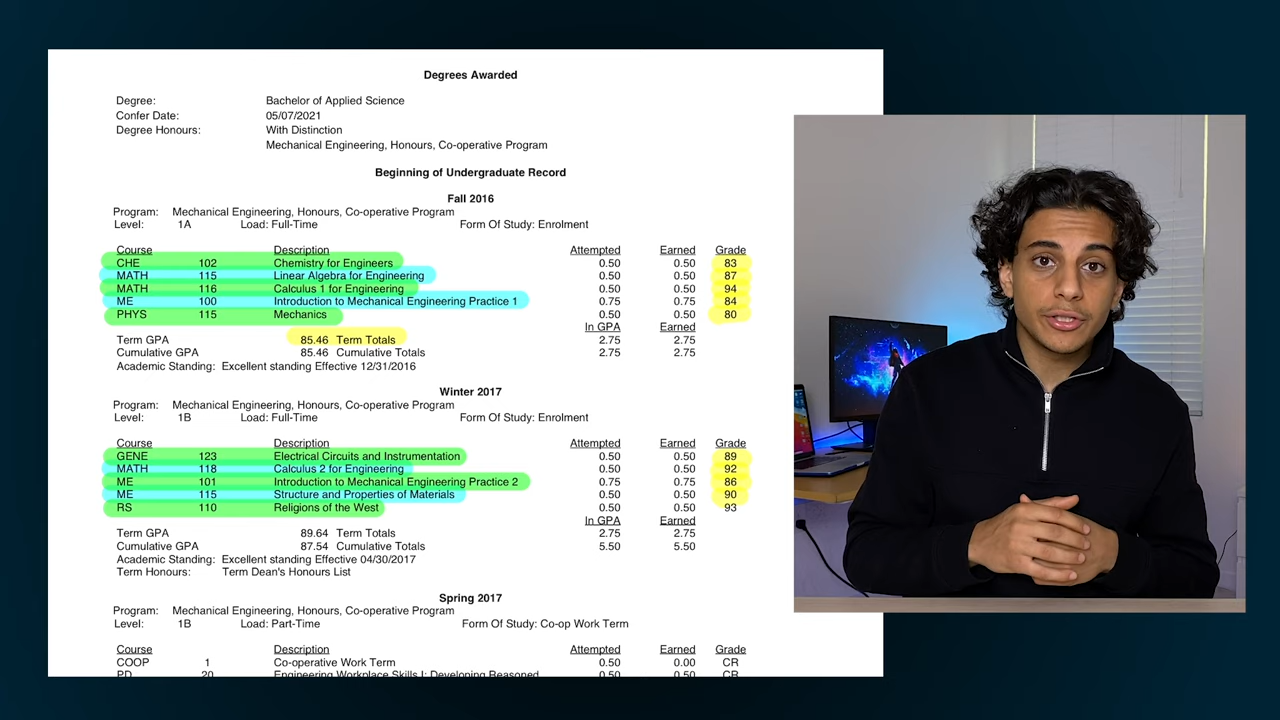 Degrees Awarded
Degree: Bachelor of Applied Science
Confer Date: 05/07/2021
Degree Honours: With Distinction
Mechanical Engineering, Honours, Co-operative Program
Beginning of Undergraduate Record
Fall 2016
Program: Mechanical Engineering, Honours, Co-operative Program
Level: 1A Load: Full-Time Form Of Study: Enrolment
Course Description Attempted Earned Grade
CHE 102 Chemistry for Engineers 0.50 0.50 83
MATH 115 Linear Algebra for Engineering 0.50 0.50 87
MATH 116 Calculus 1 for Engineering 0.50 0.50 94
ME 100 Introduction to Mechanical Engineering Practice 1 0.75 0.75 84
PHYS 115 Mechanics 0.50 0.50 80
In GPA Earned
Term GPA 85.46 Term Totals 2.75 2.75
Cumulative GPA 85.46 Cumulative Totals 2.75 2.75
Academic Standing: Excellent standing Effective 12/31/2016
Winter 2017
Program: Mechanical Engineering, Honours, Co-operative Program
Level: 1B Load: Full-Time Form Of Study: Enrolment
Course Description Attempted Earned Grade
GENE 123 Electrical Circuits and Instrumentation 0.50 0.50 89
MATH 118 Calculus 2 for Engineering 0.50 0.50 92
ME 101 Introduction to Mechanical Engineering Practice 2 0.75 0.75 86
ME 115 Structure and Properties of Materials 0.50 0.50 90
RS 110 Religions of the West 0.50 0.50 93
In GPA Earned
Term GPA 89.64 Term Totals 2.75 2.75
Cumulative GPA 87.54 Cumulative Totals 5.50 5.50
Academic Standing: Excellent standing Effective 04/30/2017
Term Honours: Term Dean's Honours List
Spring 2017
Program: Mechanical Engineering, Honours, Co-operative Program
Level: 1B Load: Part-Time Form Of Study: Co-op Work Term
Course Description Attempted Earned Grade
COOP 1 Co-operative Work Term 0.50 0.00 CR
PD 20 Engineering Workplace Skills I: Developing Reasoned 0.50 0.50 CR